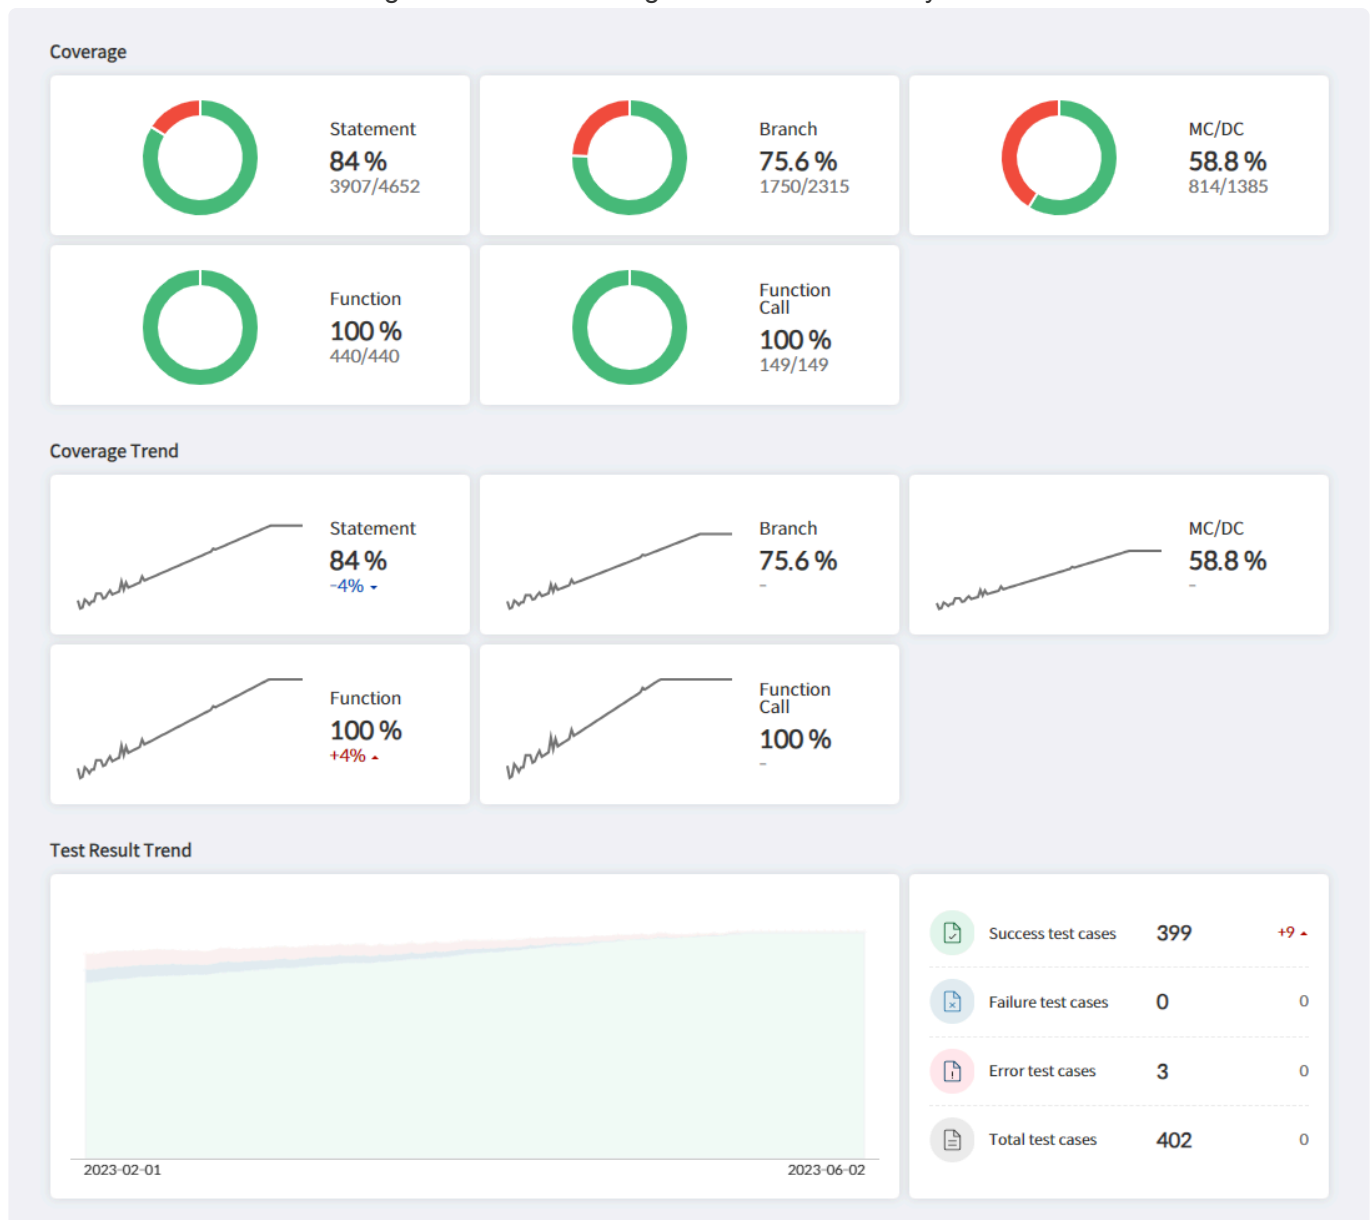 Coverage
Statement
84 %
3907/4652
Branch
75.6 %
1750/2315
MC/DC
58.8 %
814/1385
Function
100 %
440/440
Function
Call
100 %
149/149
Coverage Trend
Statement
84 %
-4%
Branch
75.6 %
-
MC/DC
58.8 %
-
Function
100 %
+4%
Function
Call
100 %
-
Test Result Trend
2023-02-01
2023-06-02
Success test cases 399 +9
Failure test cases 0 0
Error test cases 3 0
Total test cases 402 0